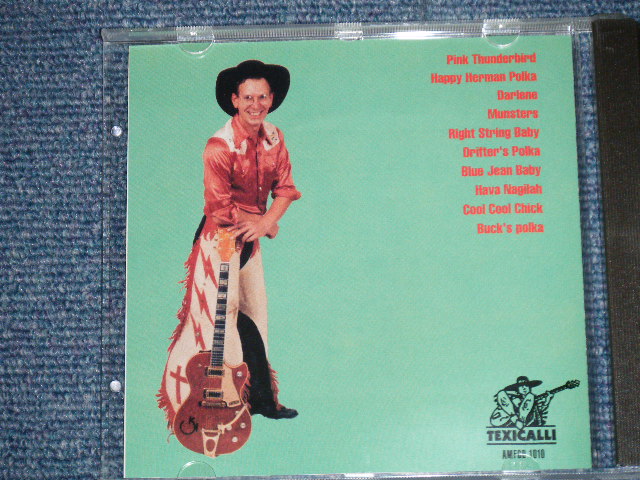 Pink Thunderbird
Happy Herman Polka
Darlene
Munsters
Right String Baby
Drifter's Polka
Blue Jean Baby
Hava Nagilah
Cool Cool Chick
Buck's polka
TEXICALLI
AMECD 1010